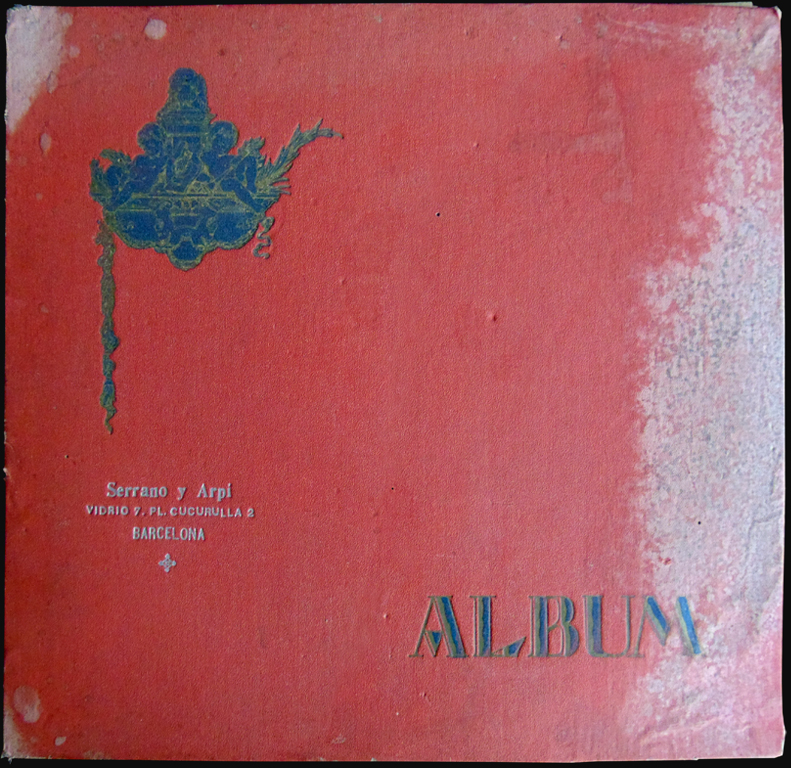 Serrano y Arpi
VIDRIO 7, PL. CUCURULLA 2
BARCELONA
ALBUM